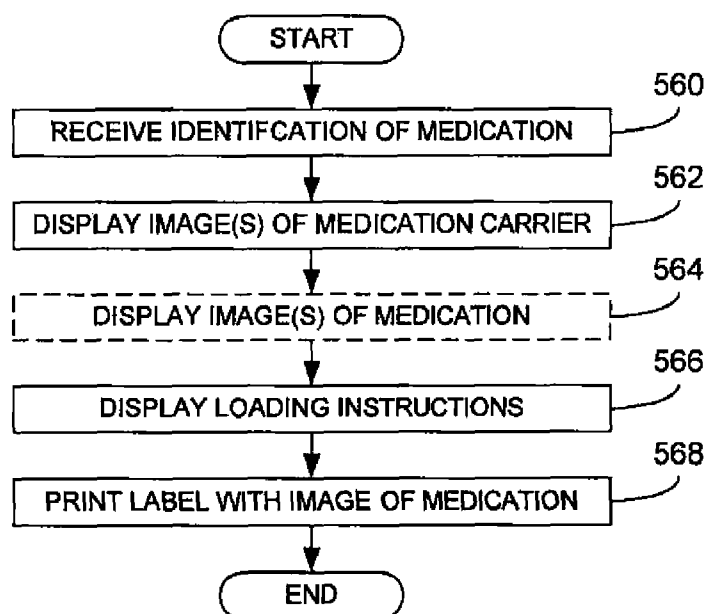 START
560
RECEIVE IDENTIFCATION OF MEDICATION
562
DISPLAY IMAGE(S) OF MEDICATION CARRIER
564
DISPLAY IMAGE(S) OF MEDICATION
566
DISPLAY LOADING INSTRUCTIONS
568
PRINT LABEL WITH IMAGE OF MEDICATION
END